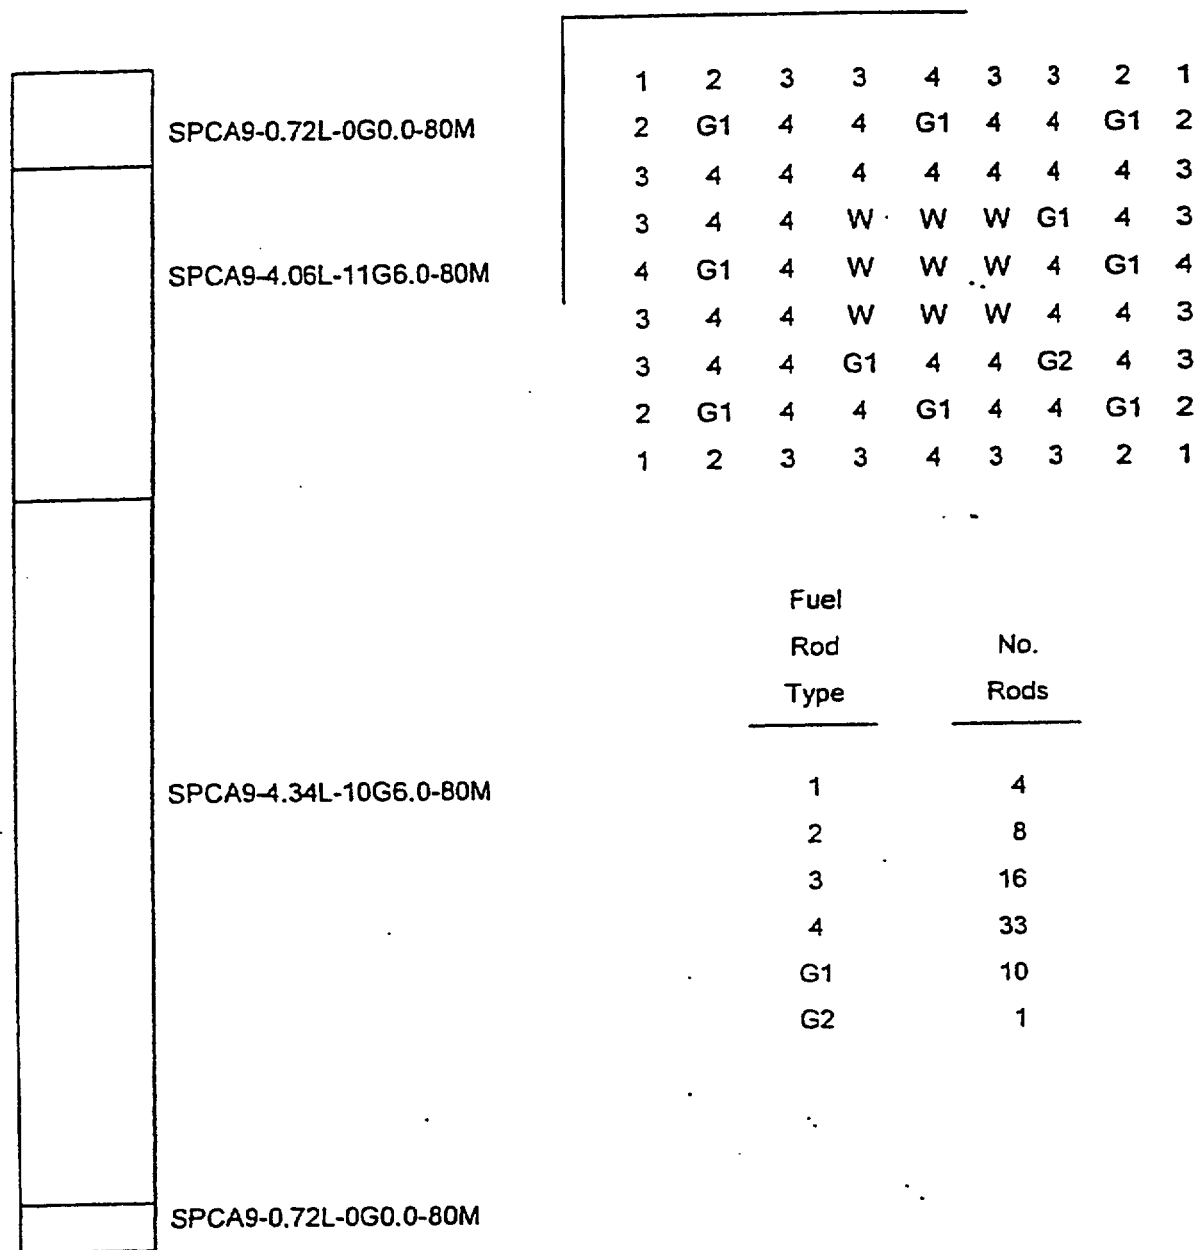 1 2 3 3 4 3 3 2 1
SPCA9-0.72L-0G0.0-80M
2 G1 4 4 G1 4 4 G1 2
3 4 4 4 4 4 4 4 3
3 4 4 W W W G1 4 3
SPCA9-4.06L-11G6.0-80M
4 G1 4 W W W 4 G1 4
3 4 4 W W W 4 4 3
3 4 4 G1 4 4 G2 4 3
2 G1 4 4 G1 4 4 G1 2
1 2 3 3 4 3 3 2 1
Fuel
Rod No.
Type Rods
SPCA9-4.34L-10G6.0-80M
1 4
2 8
3 16
4 33
G1 10
G2 1
SPCA9-0.72L-0G0.0-80M